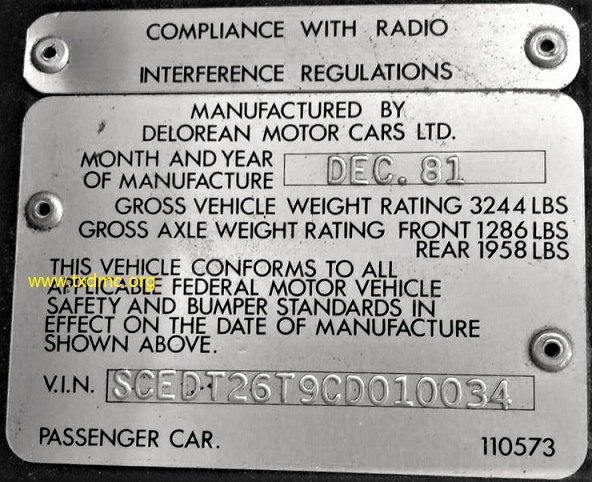 COMPLIANCE WITH RADIO
INTERFERENCE REGULATIONS
MANUFACTURED BY
DELOREAN MOTOR CARS LTD.
MONTH AND YEAR
OF MANUFACTURE DEC. 81
GROSS VEHICLE WEIGHT RATING 3244 LBS
GROSS AXLE WEIGHT RATING FRONT 1286 LBS
REAR 1958 LBS
THIS VEHICLE CONFORMS TO ALL
www.txdmc.org
APPLICABLE FEDERAL MOTOR VEHICLE
SAFETY AND BUMPER STANDARDS IN
EFFECT ON THE DATE OF MANUFACTURE
SHOWN ABOVE.
V.I.N. SCEDT26T9CD010034
PASSENGER CAR. 110573